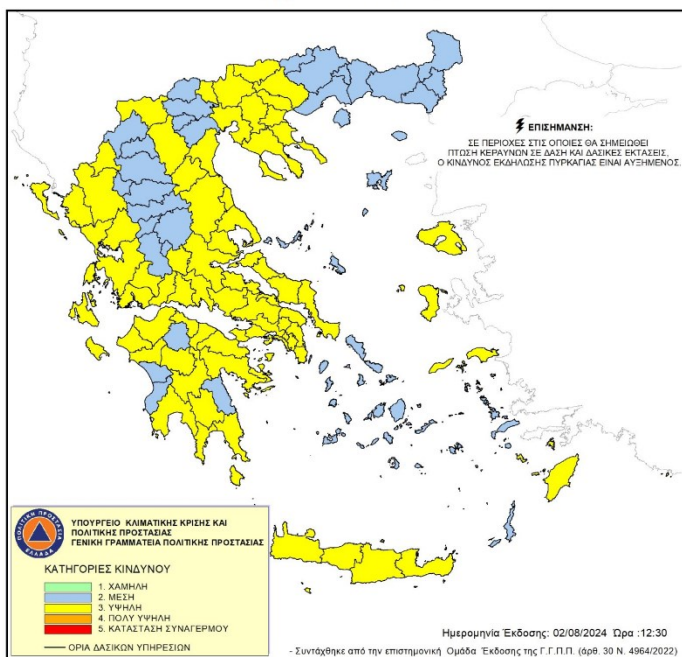 ΕΠΙΣΗΜΑΝΣΗ:
ΣΕ ΠΕΡΙΟΧΕΣ ΣΤΙΣ ΟΠΟΙΕΣ ΘΑ ΣΗΜΕΙΩΘΕΙ
ΠΤΩΣΗ ΚΕΡΑΥΝΩΝ ΣΕ ΔΑΣΗ ΚΑΙ ΔΑΣΙΚΕΣ ΕΚΤΑΣΕΙΣ,
Ο ΚΙΝΔΥΝΟΣ ΕΚΔΗΛΩΣΗΣ ΠΥΡΚΑΓΙΑΣ ΕΙΝΑΙ ΑΥΞΗΜΕΝΟΣ.
ΠΟΛΙΤΙΚΗ ΠΡΟΣΤΑΣΙΑ
ΕΛΛΑΔΑ
ΥΠΟΥΡΓΕΙΟ ΚΛΙΜΑΤΙΚΗΣ ΚΡΙΣΗΣ ΚΑΙ
ΠΟΛΙΤΙΚΗΣ ΠΡΟΣΤΑΣΙΑΣ
ΓΕΝΙΚΗ ΓΡΑΜΜΑΤΕΙΑ ΠΟΛΙΤΙΚΗΣ ΠΡΟΣΤΑΣΙΑΣ
ΚΑΤΗΓΟΡΙΕΣ ΚΙΝΔΥΝΟΥ
1. ΧΑΜΗΛΗ
2. ΜΕΣΗ
3. ΥΨΗΛΗ
4. ΠΟΛΥ ΥΨΗΛΗ
5. ΚΑΤΑΣΤΑΣΗ ΣΥΝΑΓΕΡΜΟΥ
ΟΡΙΑ ΔΑΣΙΚΩΝ ΥΠΗΡΕΣΙΩΝ
Ημερομηνία Έκδοσης: 02/08/2024 Ώρα :12:30
- Συντάχθηκε από την επιστημονική Ομάδα Έκδοσης της Γ.Γ.Π.Π. (άρθ. 30 Ν. 4964/2022)